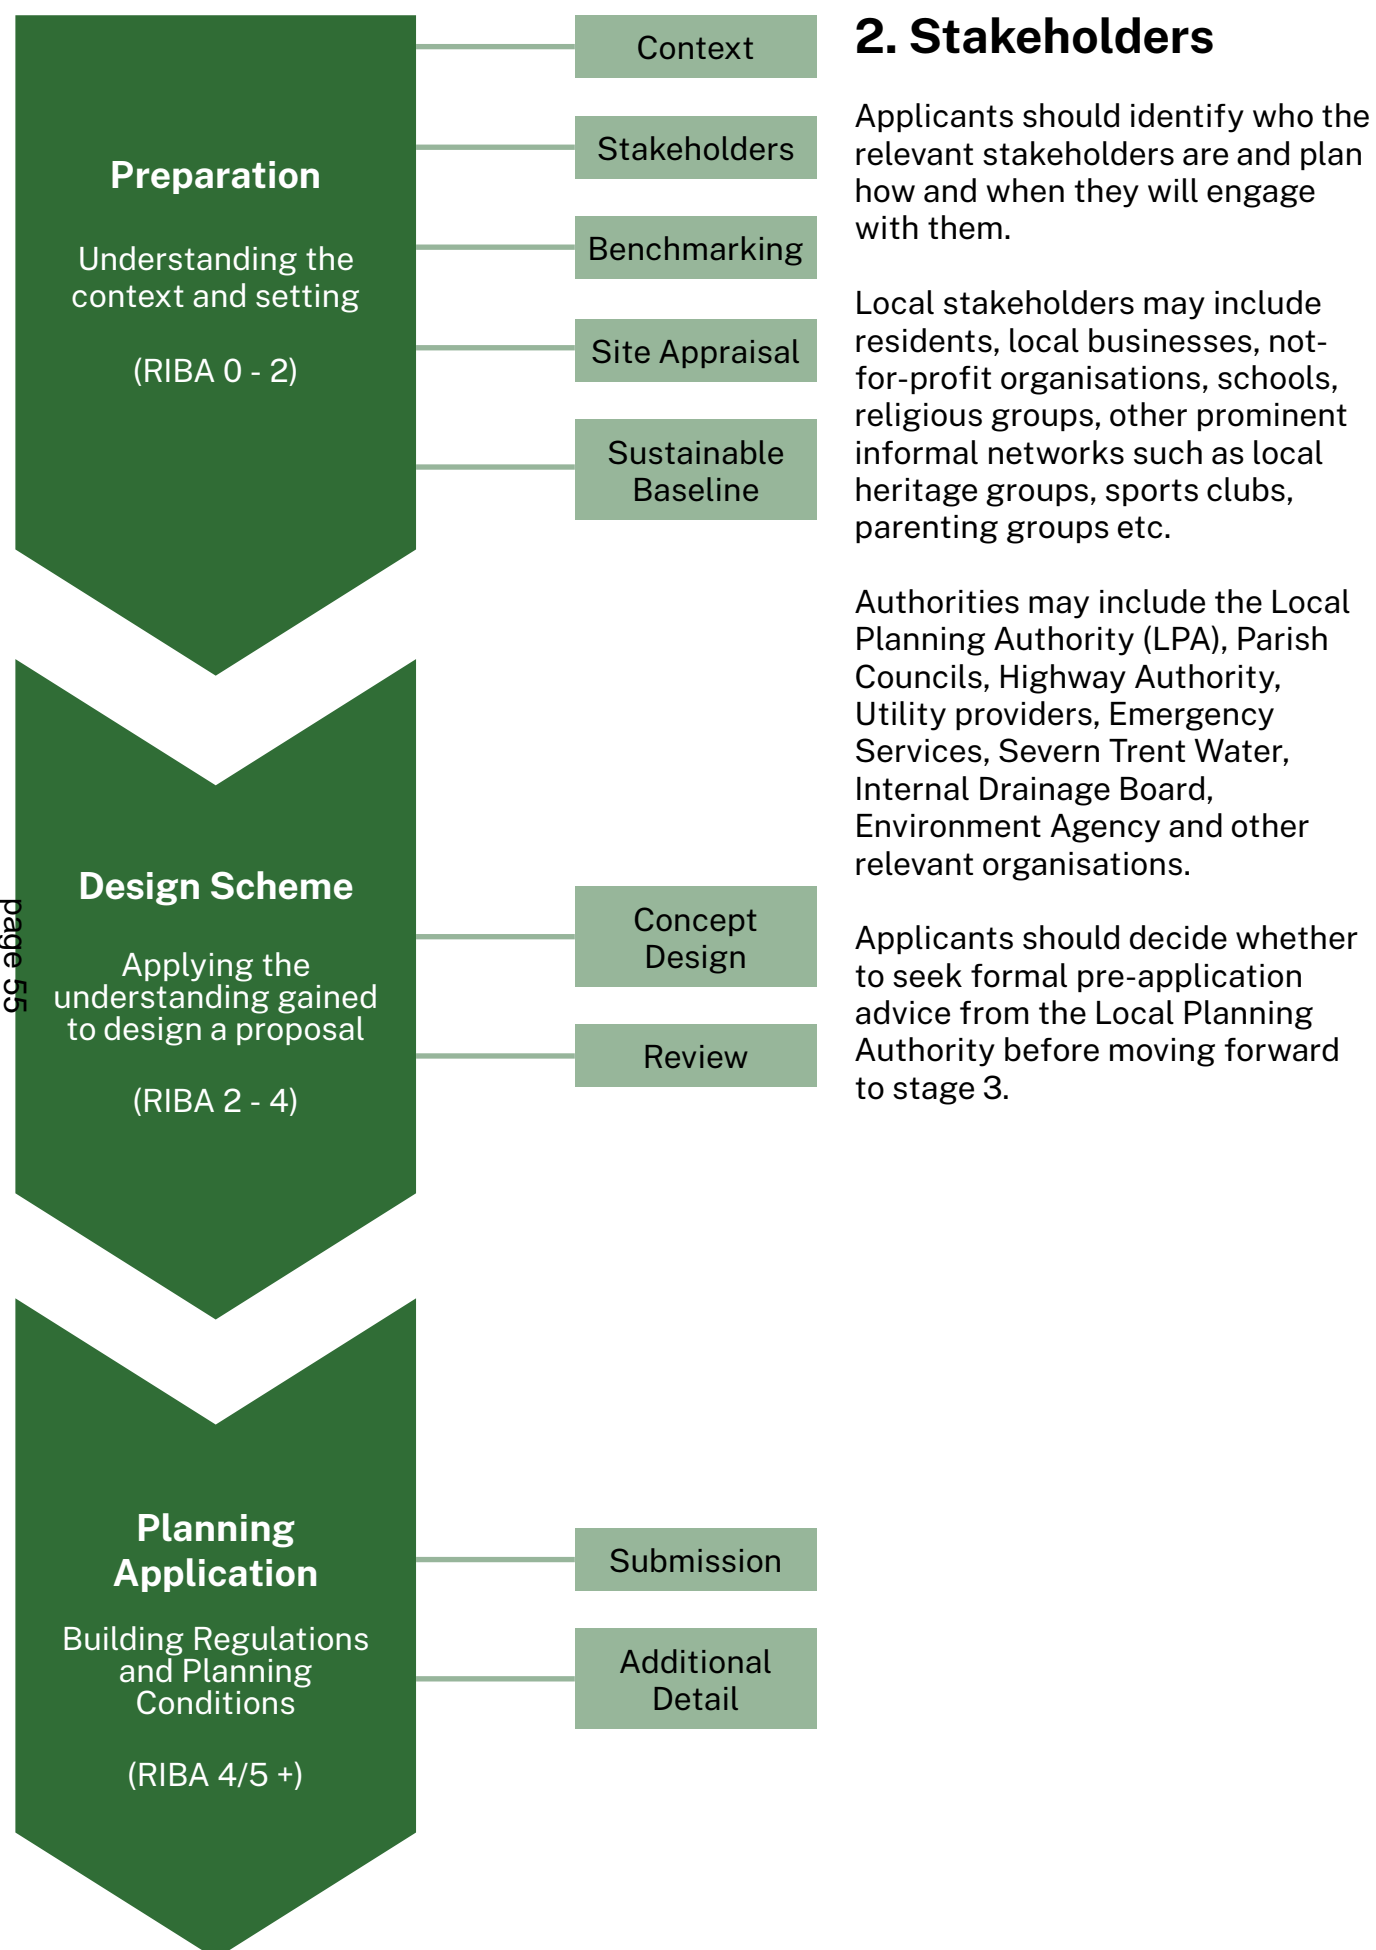 Preparation
Understanding the
context and setting
(RIBA 0 - 2)
Context
Stakeholders
Benchmarking
Site Appraisal
Sustainable
Baseline
Design Scheme
Applying the
understanding gained
to design a proposal
(RIBA 2 - 4)
Concept
Design
Review
Planning
Application
Building Regulations
and Planning
Conditions
(RIBA 4/5 +)
Submission
Additional
Detail
2. Stakeholders
Applicants should identify who the
relevant stakeholders are and plan
how and when they will engage
with them.
Local stakeholders may include
residents, local businesses, not-
for-profit organisations, schools,
religious groups, other prominent
informal networks such as local
heritage groups, sports clubs,
parenting groups etc.
Authorities may include the Local
Planning Authority (LPA), Parish
Councils, Highway Authority,
Utility providers, Emergency
Services, Severn Trent Water,
Internal Drainage Board,
Environment Agency and other
relevant organisations.
Applicants should decide whether
to seek formal pre-application
advice from the Local Planning
Authority before moving forward
to stage 3.
page 55